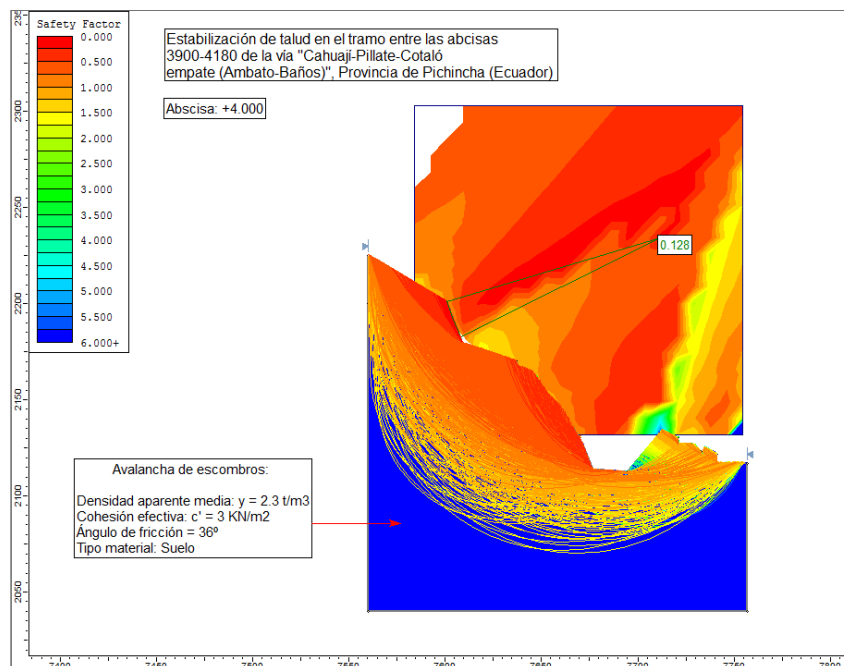 Safety Factor
0.000
0.500
1.000
1.500
2.000
2.500
3.000
3.500
4.000
4.500
5.000
5.500
6.000+
Estabilización de talud en el tramo entre las abcisas
3900-4180 de la vía "Cahuají-Pillate-Cotaló
empate (Ambato-Baños)", Provincia de Pichincha (Ecuador)
Abscisa: +4.000
0.128
Avalancha de escombros:
Densidad aparente media: y = 2.3 t/m3
Cohesión efectiva: c' = 3 KN/m2
Ángulo de fricción = 36º
Tipo material: Suelo
2300
2250
2200
2150
2100
2050
7400
7450
7500
7550
7600
7650
7700
7750
7800